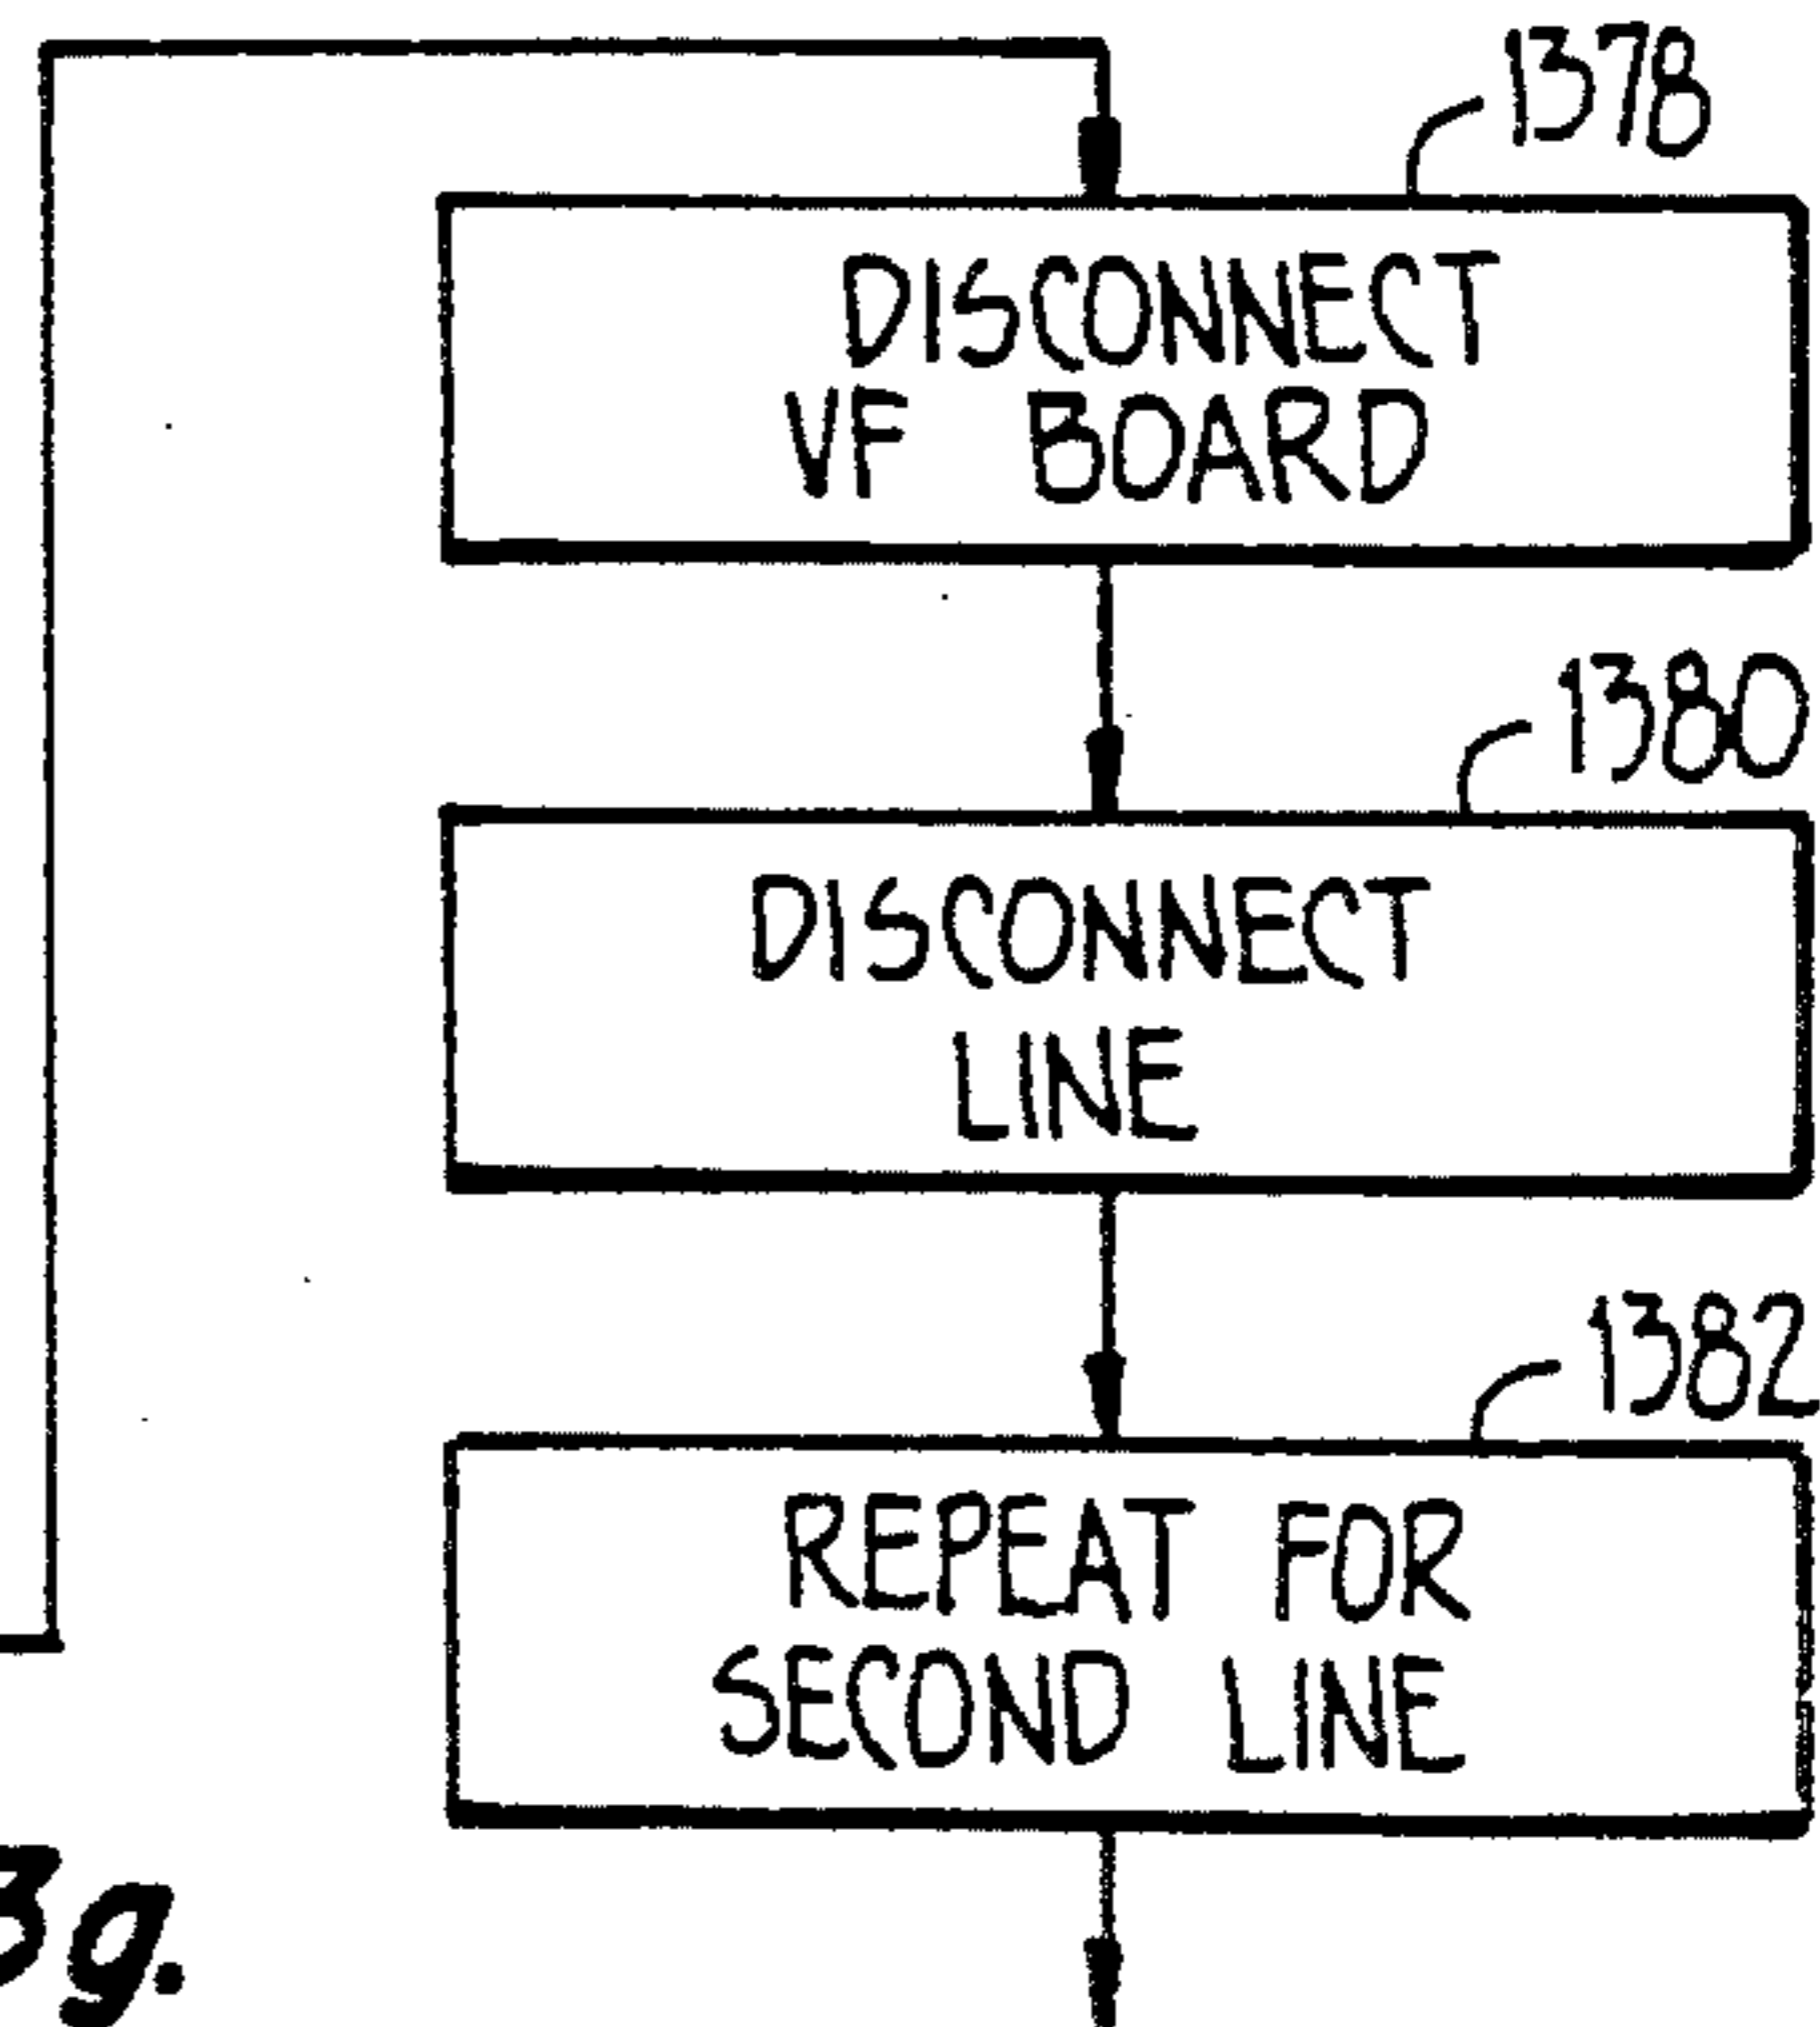 1378
DISCONNECT
VF BOARD
1380
DISCONNECT
LINE
1382
REPEAT FOR
SECOND LINE
3g.